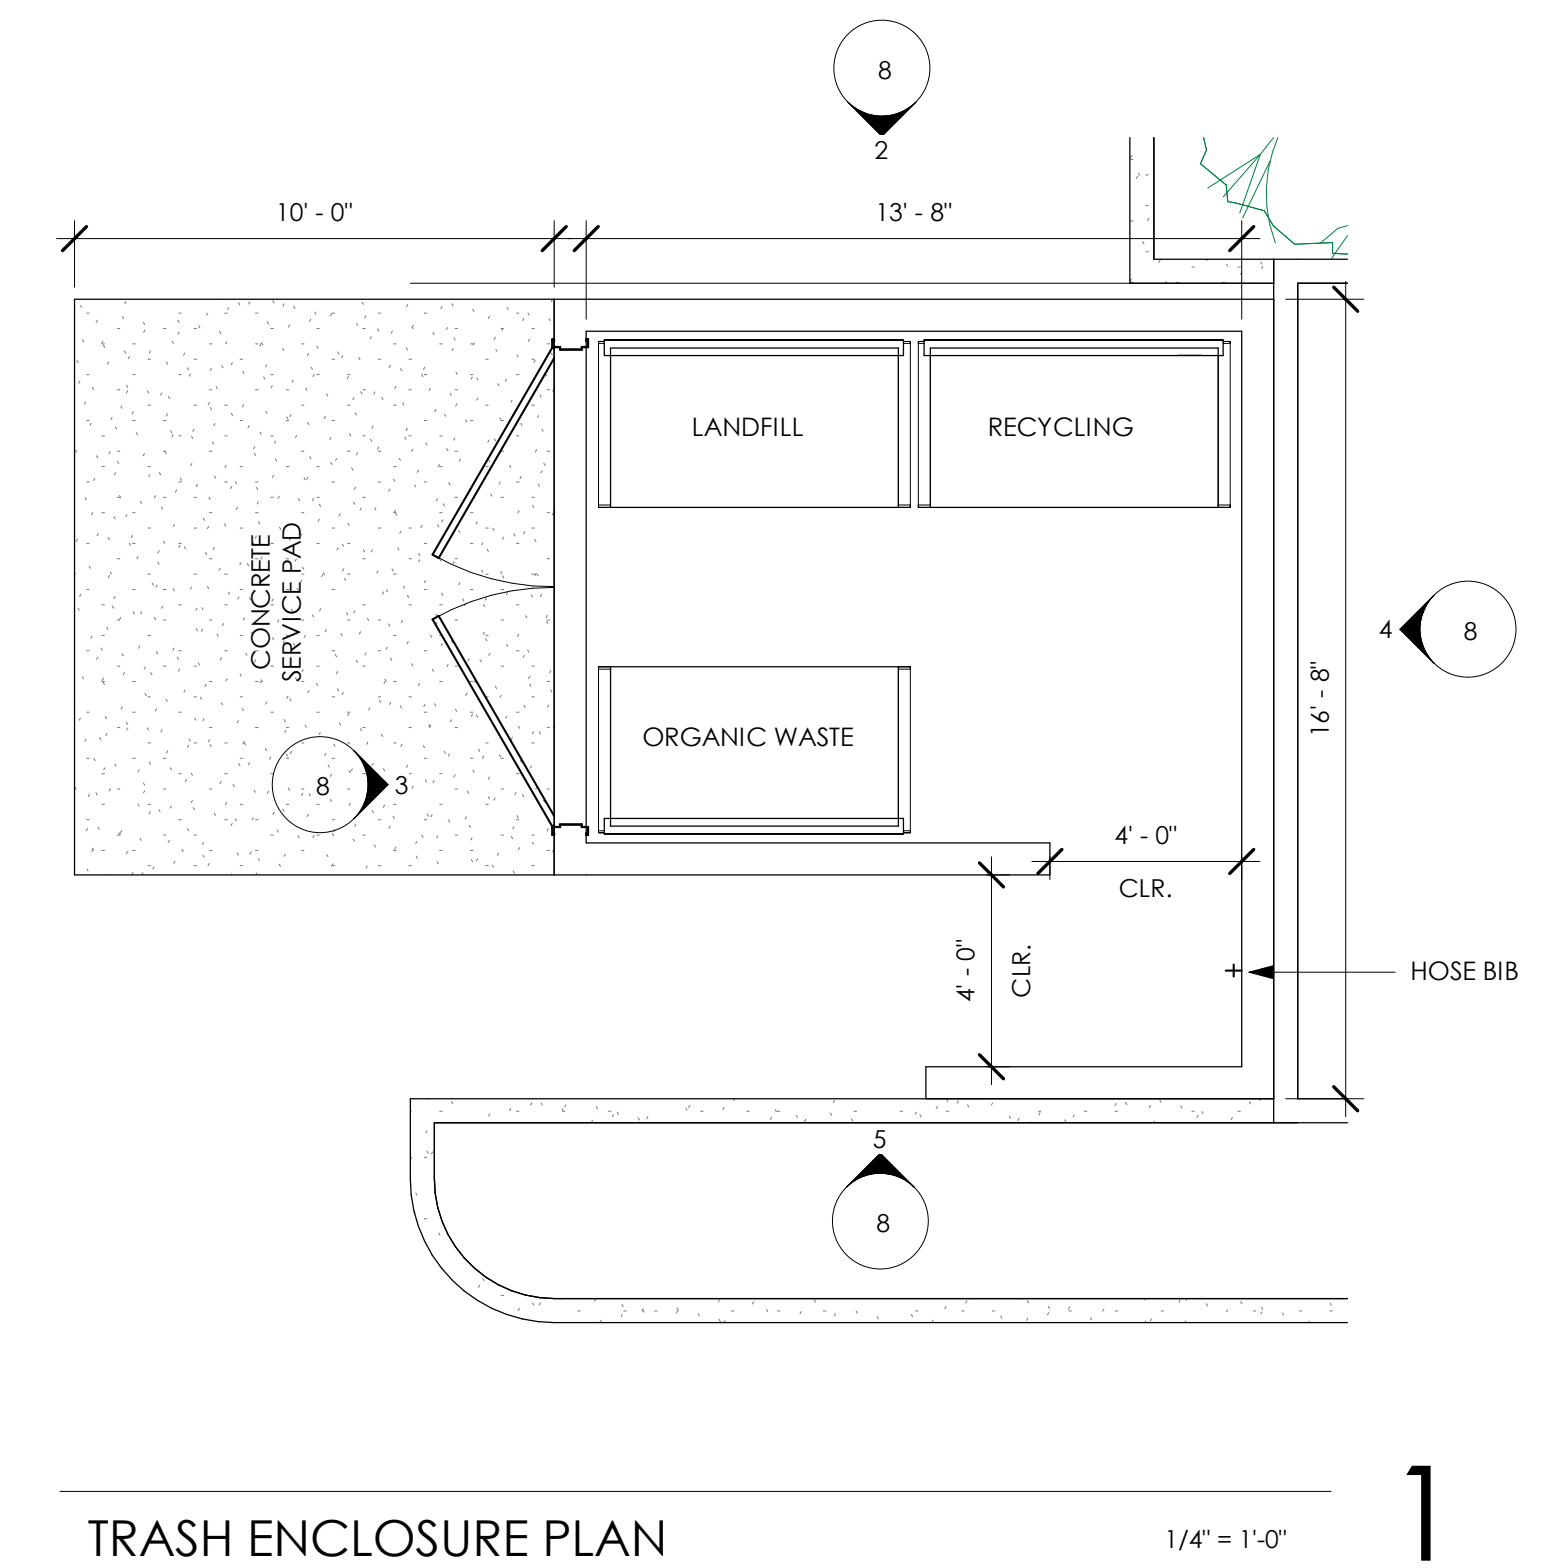 8
2
10' - 0"
13' - 8"
LANDFILL
RECYCLING
CONCRETE
SERVICE PAD
4
8
16' - 8"
ORGANIC WASTE
8
3
4' - 0"
CLR.
4' - 0"
CLR.
HOSE BIB
5
8
TRASH ENCLOSURE PLAN
1/4" = 1'-0"
1